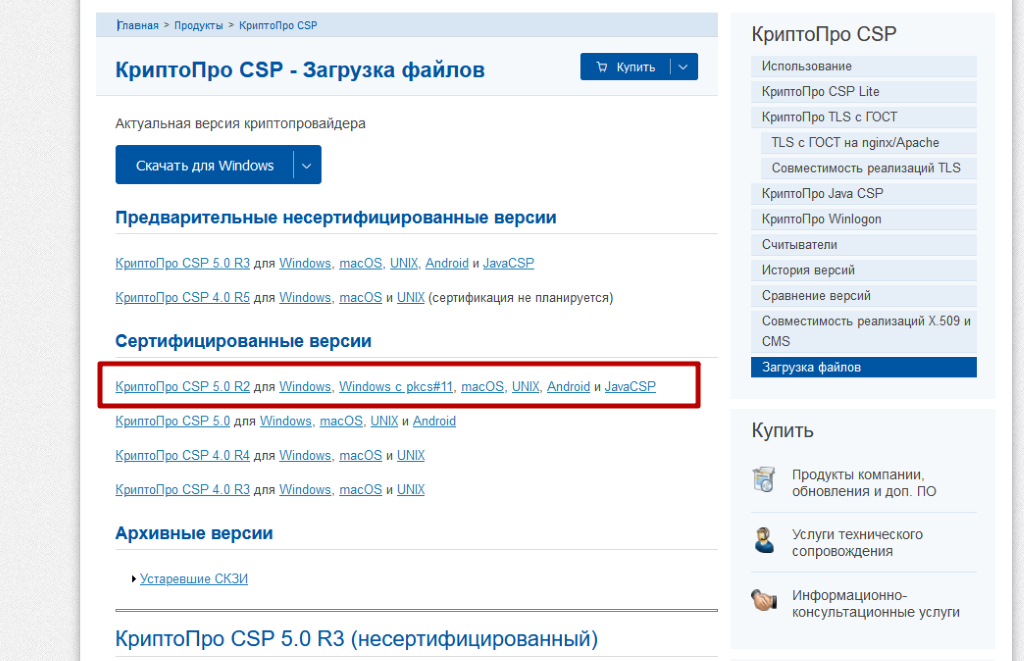 Главная > Продукты > КриптоПро CSP
КриптоПро CSP - Загрузка файлов
Купить
Актуальная версия криптопровайдера
Скачать для Windows
Предварительные несертифицированные версии
КриптоПро CSP 5.0 R3 для Windows, macOS, UNIX, Android и JavaCSP
КриптоПро CSP 4.0 R5 для Windows, macOS и UNIX (сертификация не планируется)
Сертифицированные версии
КриптоПро CSP 5.0 R2 для Windows, Windows с pkcs#11, macOS, UNIX, Android и JavaCSP
КриптоПро CSP 5.0 для Windows, macOS, UNIX и Android
КриптоПро CSP 4.0 R4 для Windows, macOS и UNIX
КриптоПро CSP 4.0 R3 для Windows, macOS и UNIX
Архивные версии
Устаревшие СКЗИ
КриптоПро CSP 5.0 R3 (несертифицированный)
КриптоПро CSP
Использование
КриптоПро CSP Lite
КриптоПро TLS с ГОСТ
TLS с ГОСТ на nginx/Apache
Совместимость реализаций TLS
КриптоПро Java CSP
КриптоПро Winlogon
Считыватели
История версий
Сравнение версий
Совместимость реализаций X.509 и
CMS
Загрузка файлов
Купить
Продукты компании,
обновления и доп. ПО
Услуги технического
сопровождения
Информационно-
консультационные услуги